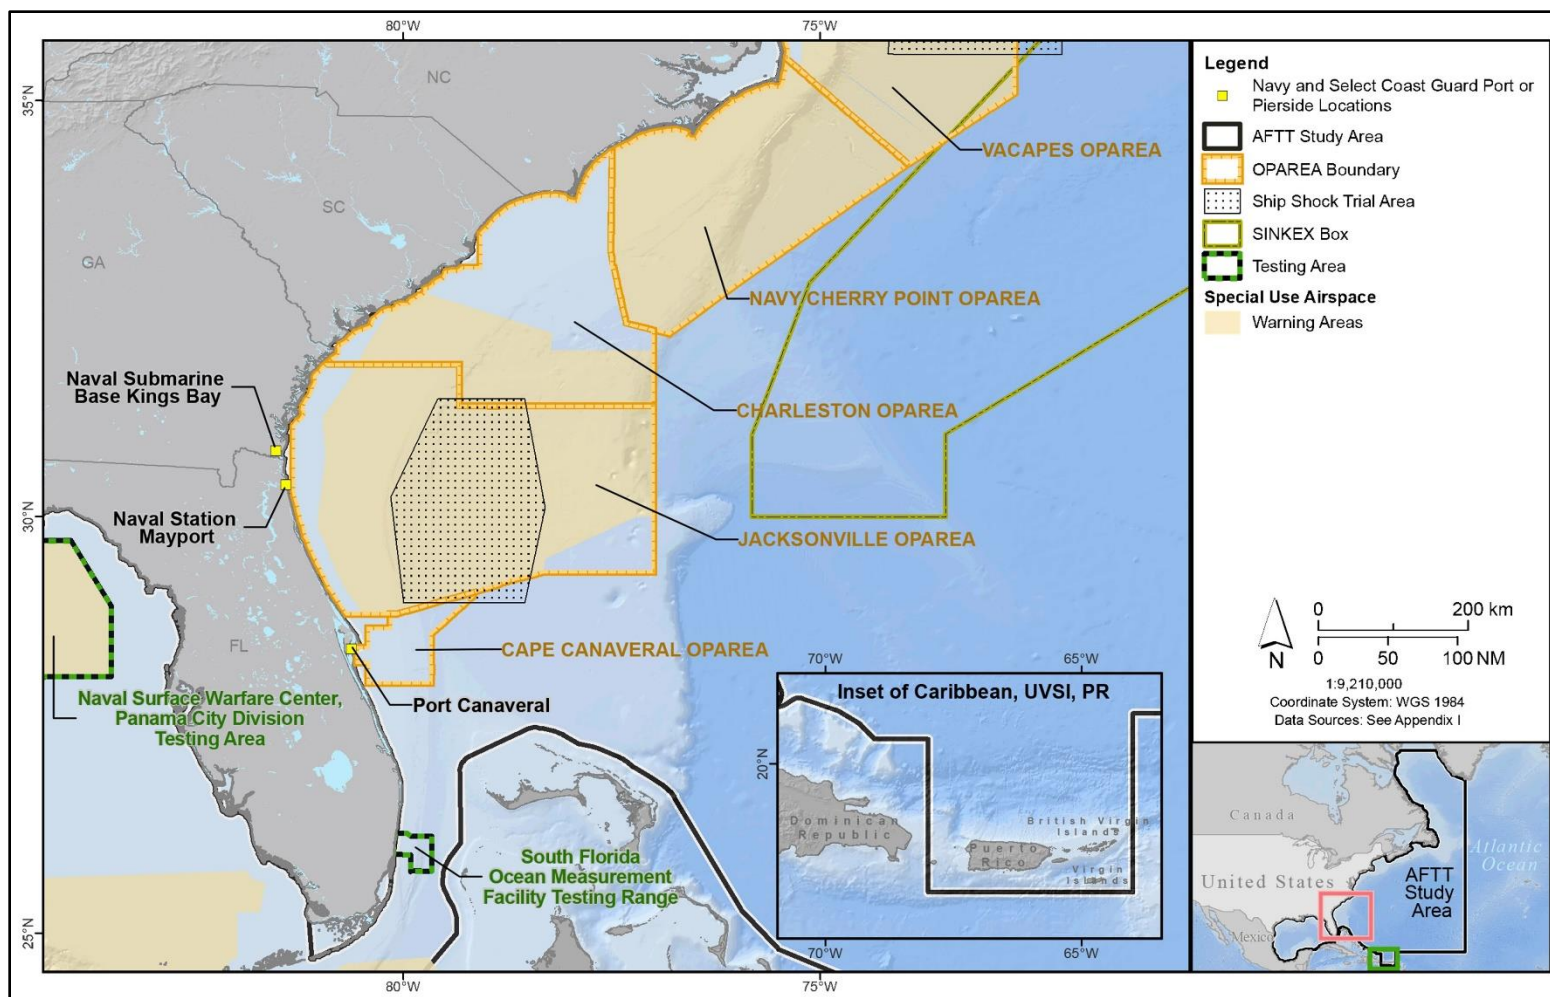 80°W
75°W
NC
35°N
SC
GA
VACAPES OPAREA
NAVY CHERRY POINT OPAREA
Naval Submarine
Base Kings Bay
CHARLESTON OPAREA
30°N
Naval Station
Mayport
JACKSONVILLE OPAREA
FL
CAPE CANAVERAL OPAREA
Naval Surface Warfare Center,
Panama City Division
Testing Area
Port Canaveral
South Florida
Ocean Measurement
Facility Testing Range
25°N
80°W
75°W
70°W
65°W
Inset of Caribbean, UVSI, PR
20°N
Dominican
Republic
Puerto
Rico
British Virgin
Islands
Virgin
Islands
70°W
65°W
Legend
Navy and Select Coast Guard Port or
Pierside Locations
AFTT Study Area
OPAREA Boundary
Ship Shock Trial Area
SINKEX Box
Testing Area
Special Use Airspace
Warning Areas
N
0 200 km
0 50 100 NM
1:9,210,000
Coordinate System: WGS 1984
Data Sources: See Appendix I
Canada
United States
Mexico
Atlantic
Ocean
AFTT
Study
Area